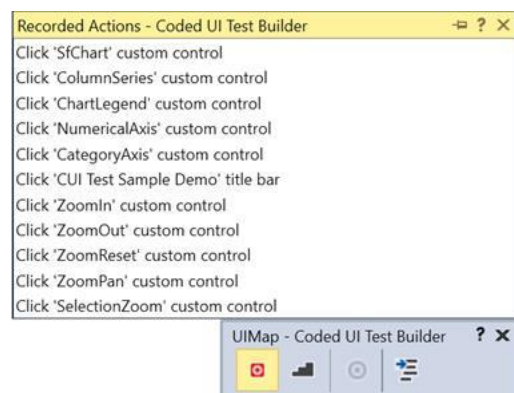 Recorded Actions - Coded UI Test Builder
Click 'SfChart' custom control
Click 'ColumnSeries' custom control
Click 'ChartLegend' custom control
Click 'NumericalAxis' custom control
Click 'CategoryAxis' custom control
Click 'CUI Test Sample Demo' title bar
Click 'ZoomIn' custom control
Click 'ZoomOut' custom control
Click 'ZoomReset' custom control
Click 'ZoomPan' custom control
Click 'SelectionZoom' custom control
UIMap - Coded UI Test Builder